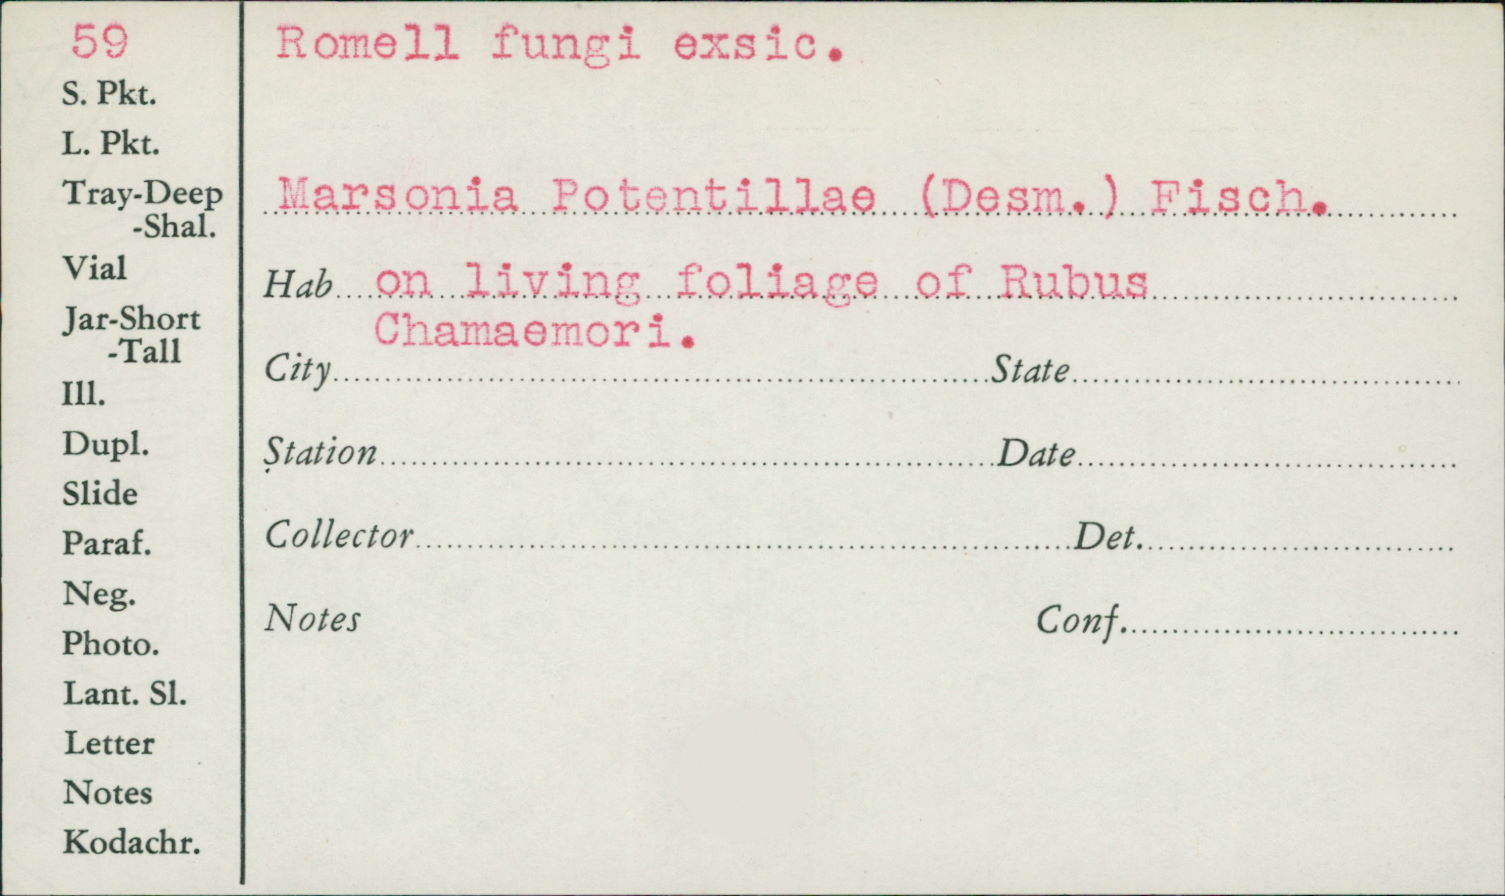 59
Romell fungi exsic.
S. Pkt.
L. Pkt.
Tray-Deep
-Shal.
Vial
Jar-Short
-Tall
Ill.
Dupl.
Slide
Paraf.
Neg.
Photo.
Lant. Sl.
Letter
Notes
Kodachr.
Marsonia Potentillae (Desm.) Fisch.
Hab on living foliage of Rubus
Chamaemori.
City State
Station Date
Collector Det.
Notes Conf.